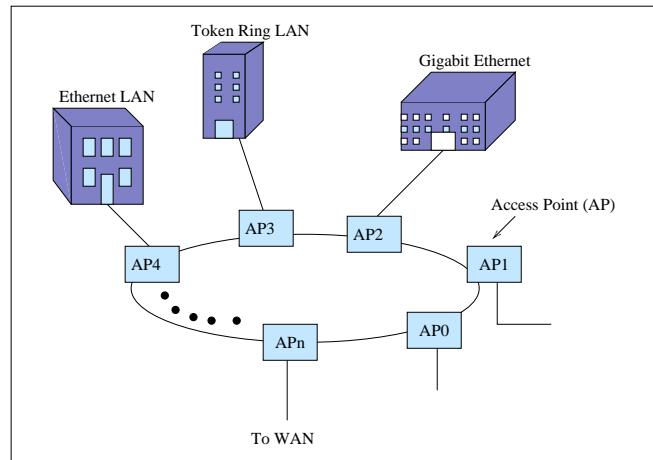 Token Ring LAN
Gigabit Ethernet
Ethernet LAN
Access Point (AP)
AP3
AP2
AP4
AP1
AP0
APn
To WAN